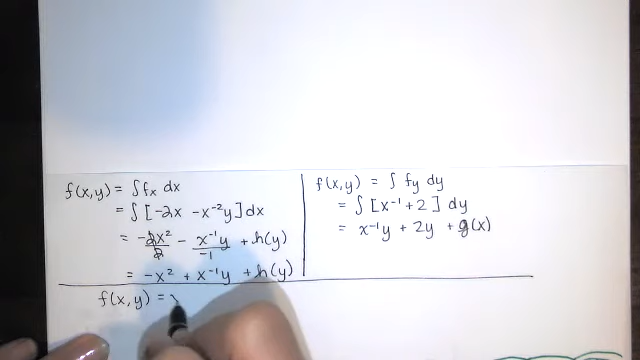 f(x,y) = ∫ fx dx
= ∫ [-2x - x⁻²y] dx
= -2x²/2 - x⁻¹y/-1 + h(y)
= -x² + x⁻¹y + h(y)
f(x,y) = ∫ fy dy
= ∫ [x⁻¹ + 2] dy
= x⁻¹y + 2y + g(x)
f(x,y) =